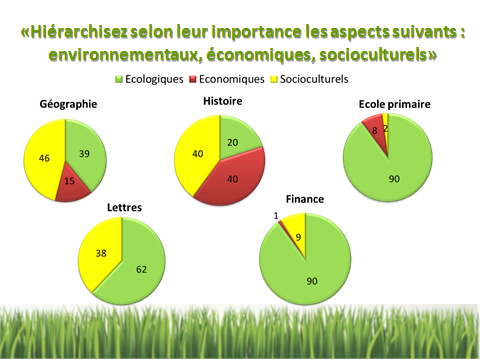 «Hiérarchisez selon leur importance les aspects suivants :
environnementaux, économiques, socioculturels»
Ecologiques Economiques Socioculturels
Géographie
46
39
15
Histoire
40
20
40
Ecole primaire
8
2
90
Lettres
38
62
Finance
1
9
90